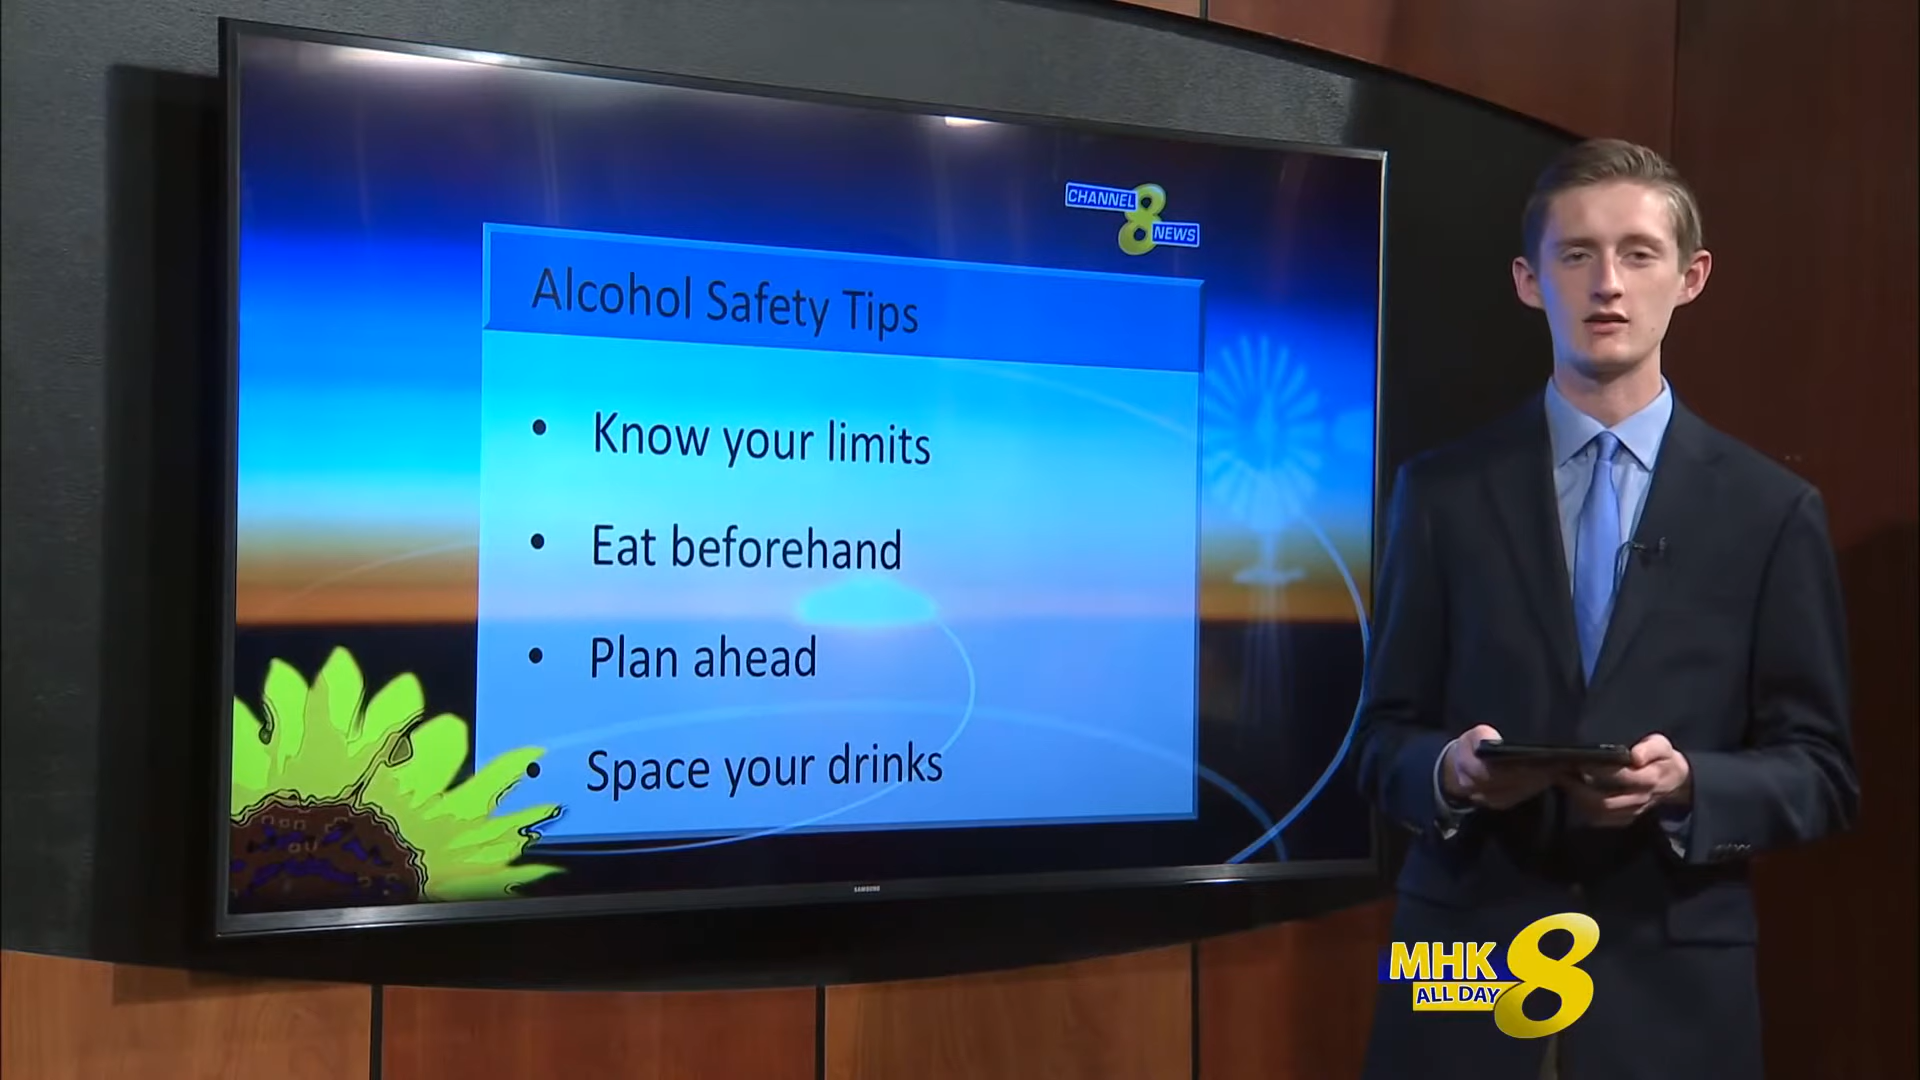 CHANNEL 8 NEWS
Alcohol Safety Tips
• Know your limits
• Eat beforehand
• Plan ahead
• Space your drinks
SAMSUNG
MHK 8
ALL DAY